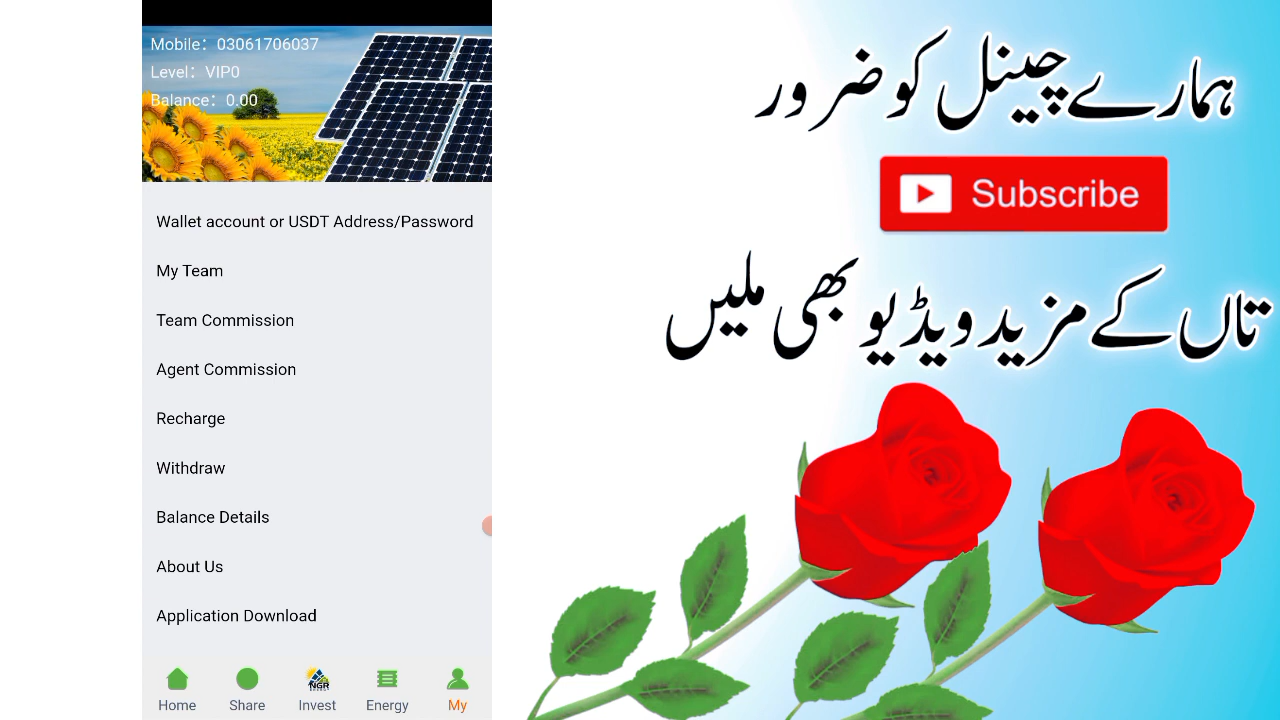 Mobile：03061706037
Level：VIP0
Balance：0.00
Wallet account or USDT Address/Password
My Team
Team Commission
Agent Commission
Recharge
Withdraw
Balance Details
About Us
Application Download
NGR
Home Share Invest Energy My
ہمارے چینل کو ضرور
Subscribe
تاں کے مزید ویڈیو بھی ملیں